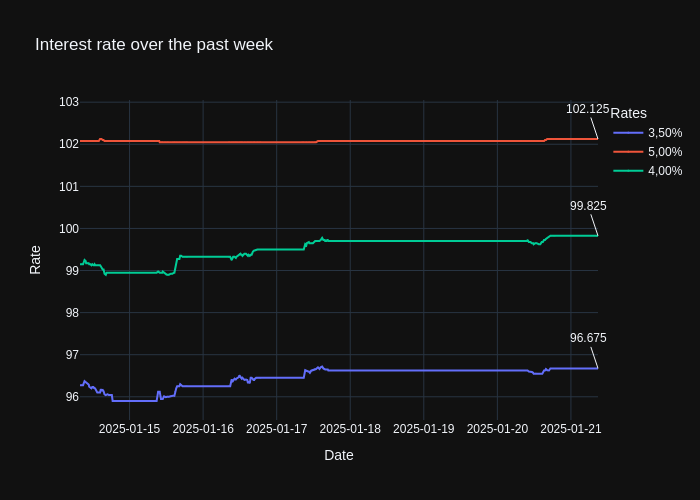 Interest rate over the past week
103
102
101
100
99
98
97
96
Rate
2025-01-15 2025-01-16 2025-01-17 2025-01-18 2025-01-19 2025-01-20 2025-01-21
Date
102.125
99.825
96.675
Rates
3,50%
5,00%
4,00%